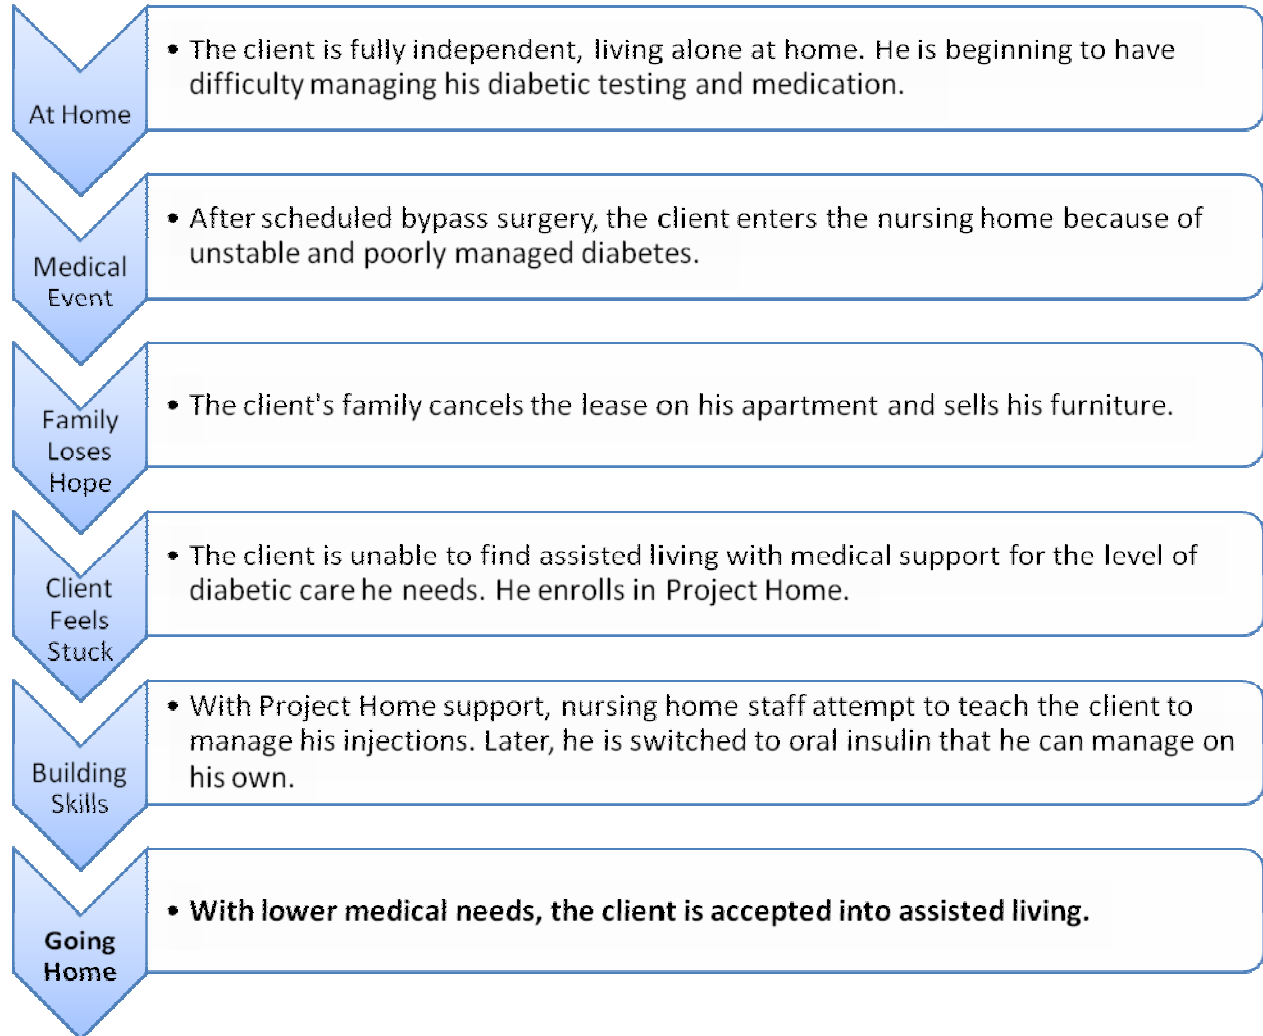 At Home
• The client is fully independent, living alone at home. He is beginning to have
difficulty managing his diabetic testing and medication.
Medical
Event
• After scheduled bypass surgery, the client enters the nursing home because of
unstable and poorly managed diabetes.
Family
Loses
Hope
• The client's family cancels the lease on his apartment and sells his furniture.
Client
Feels
Stuck
• The client is unable to find assisted living with medical support for the level of
diabetic care he needs. He enrolls in Project Home.
Building
Skills
• With Project Home support, nursing home staff attempt to teach the client to
manage his injections. Later, he is switched to oral insulin that he can manage on
his own.
Going
Home
• With lower medical needs, the client is accepted into assisted living.